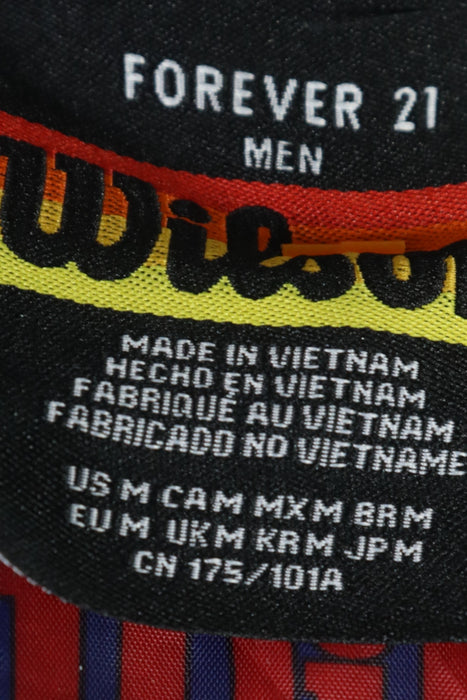 FOREVER 21
MEN
Wilson
MADE IN VIETNAM
HECHO EN VIETNAM
FABRIQUÉ AU VIETNAM
FABRICADO NO VIETNAME
US M CA M MX M BR M
EU M UK M KR M JP M
CN 175/101A